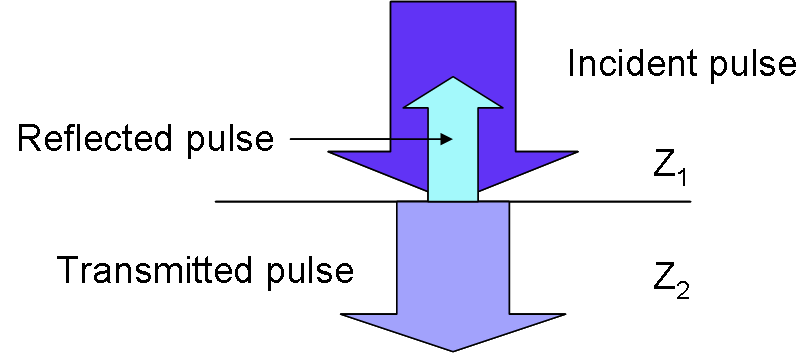 Incident pulse
Reflected pulse
Z₁
Transmitted pulse
Z₂